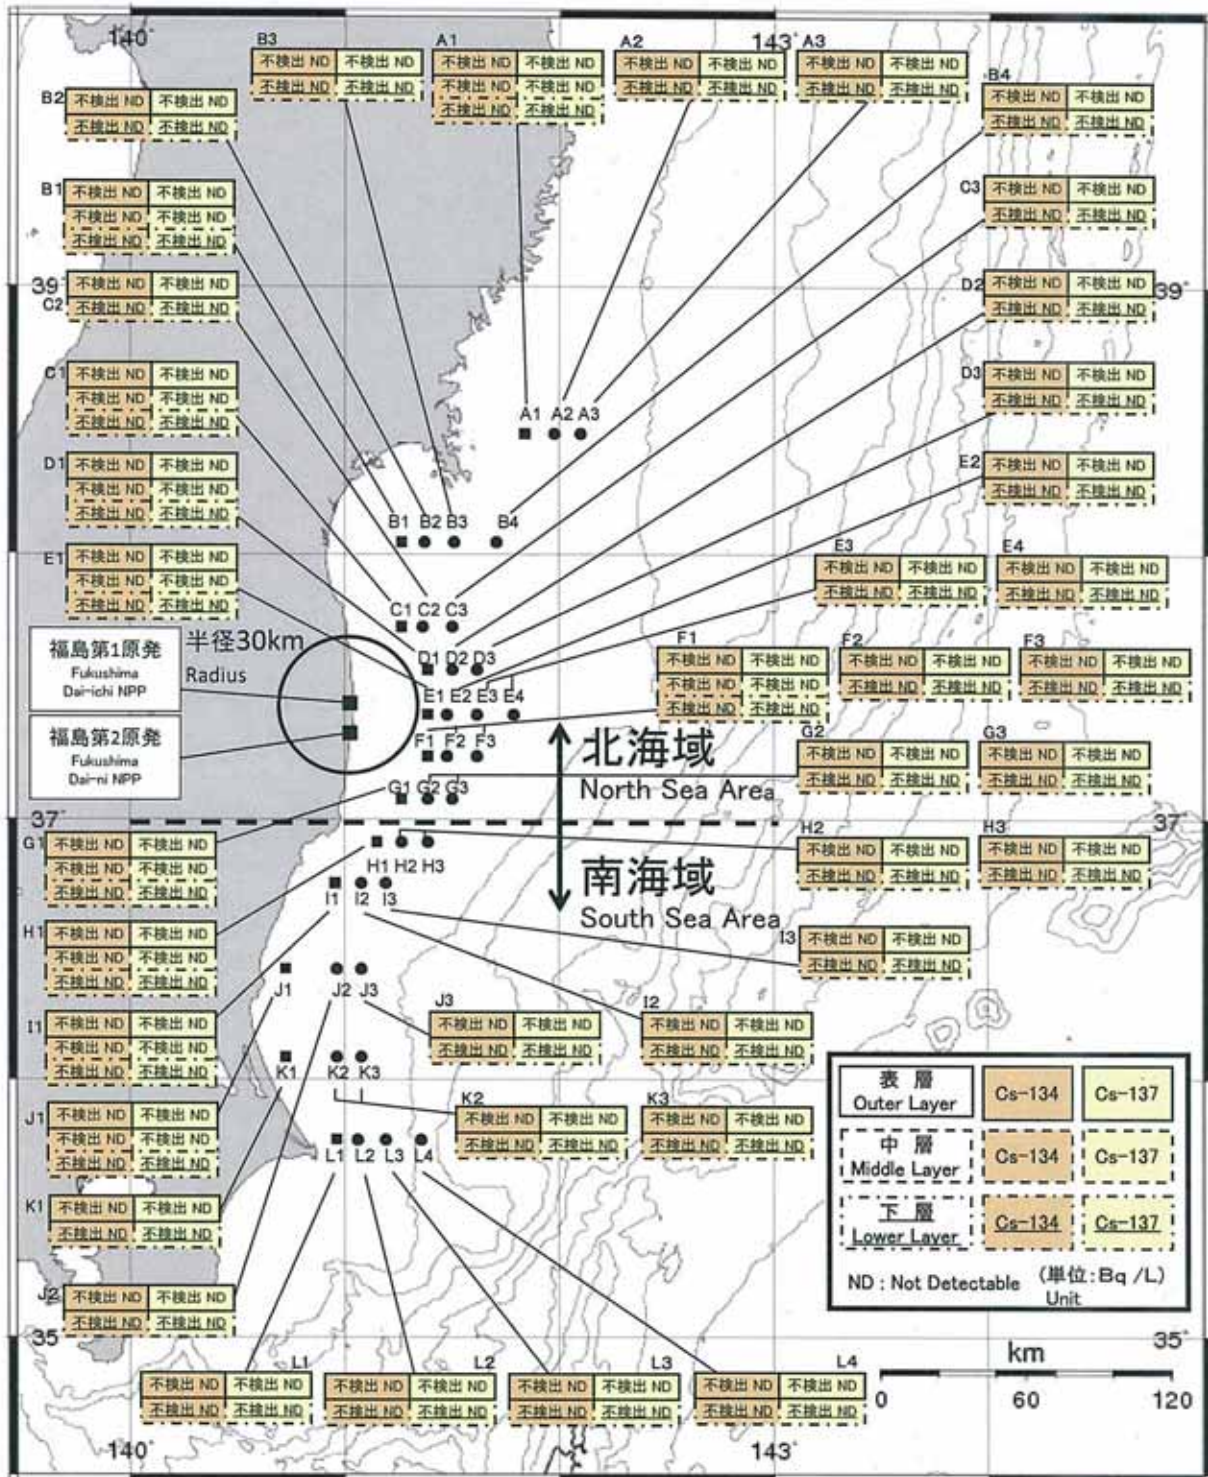 140°
143°
B3
不検出 ND 不検出 ND
不検出 ND 不検出 ND
A1
不検出 ND 不検出 ND
不検出 ND 不検出 ND
不検出 ND 不検出 ND
A2
不検出 ND 不検出 ND
不検出 ND 不検出 ND
A3
不検出 ND 不検出 ND
不検出 ND 不検出 ND
B2
不検出 ND 不検出 ND
不検出 ND 不検出 ND
B4
不検出 ND 不検出 ND
不検出 ND 不検出 ND
B1
不検出 ND 不検出 ND
不検出 ND 不検出 ND
不検出 ND 不検出 ND
C3
不検出 ND 不検出 ND
不検出 ND 不検出 ND
39°
39°
C2
不検出 ND 不検出 ND
不検出 ND 不検出 ND
D2
不検出 ND 不検出 ND
不検出 ND 不検出 ND
C1
不検出 ND 不検出 ND
不検出 ND 不検出 ND
不検出 ND 不検出 ND
D3
不検出 ND 不検出 ND
不検出 ND 不検出 ND
A1 A2 A3
D1
不検出 ND 不検出 ND
不検出 ND 不検出 ND
不検出 ND 不検出 ND
E2
不検出 ND 不検出 ND
不検出 ND 不検出 ND
B1 B2 B3 B4
E1
不検出 ND 不検出 ND
不検出 ND 不検出 ND
不検出 ND 不検出 ND
E3
不検出 ND 不検出 ND
不検出 ND 不検出 ND
E4
不検出 ND 不検出 ND
不検出 ND 不検出 ND
C1 C2 C3
福島第1原発
Fukushima
Dai-ichi NPP
半径30km
Radius
D1 D2 D3
F1
不検出 ND 不検出 ND
不検出 ND 不検出 ND
不検出 ND 不検出 ND
F2
不検出 ND 不検出 ND
不検出 ND 不検出 ND
F3
不検出 ND 不検出 ND
不検出 ND 不検出 ND
E1 E2 E3 E4
福島第2原発
Fukushima
Dai-ni NPP
F1 F2 F3
北海域
North Sea Area
G2
不検出 ND 不検出 ND
不検出 ND 不検出 ND
G3
不検出 ND 不検出 ND
不検出 ND 不検出 ND
G1 G2 G3
37°
37°
G1
不検出 ND 不検出 ND
不検出 ND 不検出 ND
不検出 ND 不検出 ND
H2
不検出 ND 不検出 ND
不検出 ND 不検出 ND
H3
不検出 ND 不検出 ND
不検出 ND 不検出 ND
H1 H2 H3
南海域
South Sea Area
I1 I2 I3
H1
不検出 ND 不検出 ND
不検出 ND 不検出 ND
不検出 ND 不検出 ND
I3
不検出 ND 不検出 ND
不検出 ND 不検出 ND
J1 J2 J3
I1
不検出 ND 不検出 ND
不検出 ND 不検出 ND
不検出 ND 不検出 ND
J3
不検出 ND 不検出 ND
不検出 ND 不検出 ND
I2
不検出 ND 不検出 ND
不検出 ND 不検出 ND
K1 K2 K3
J1
不検出 ND 不検出 ND
不検出 ND 不検出 ND
不検出 ND 不検出 ND
K2
不検出 ND 不検出 ND
不検出 ND 不検出 ND
K3
不検出 ND 不検出 ND
不検出 ND 不検出 ND
L1 L2 L3 L4
K1
不検出 ND 不検出 ND
不検出 ND 不検出 ND
表 層
Outer Layer
Cs-134 Cs-137
中 層
Middle Layer
Cs-134 Cs-137
下 層
Lower Layer
Cs-134 Cs-137
ND : Not Detectable (単位:Bq /L)
Unit
J2
不検出 ND 不検出 ND
不検出 ND 不検出 ND
35°
35°
L1
不検出 ND 不検出 ND
不検出 ND 不検出 ND
L2
不検出 ND 不検出 ND
不検出 ND 不検出 ND
L3
不検出 ND 不検出 ND
不検出 ND 不検出 ND
L4
不検出 ND 不検出 ND
不検出 ND 不検出 ND
km
0 60 120
140°
143°